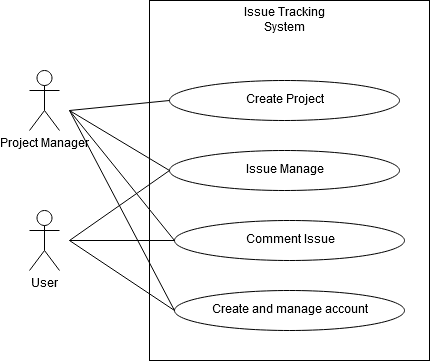 Issue Tracking
System
Create Project
Project Manager
Issue Manage
Comment Issue
User
Create and manage account